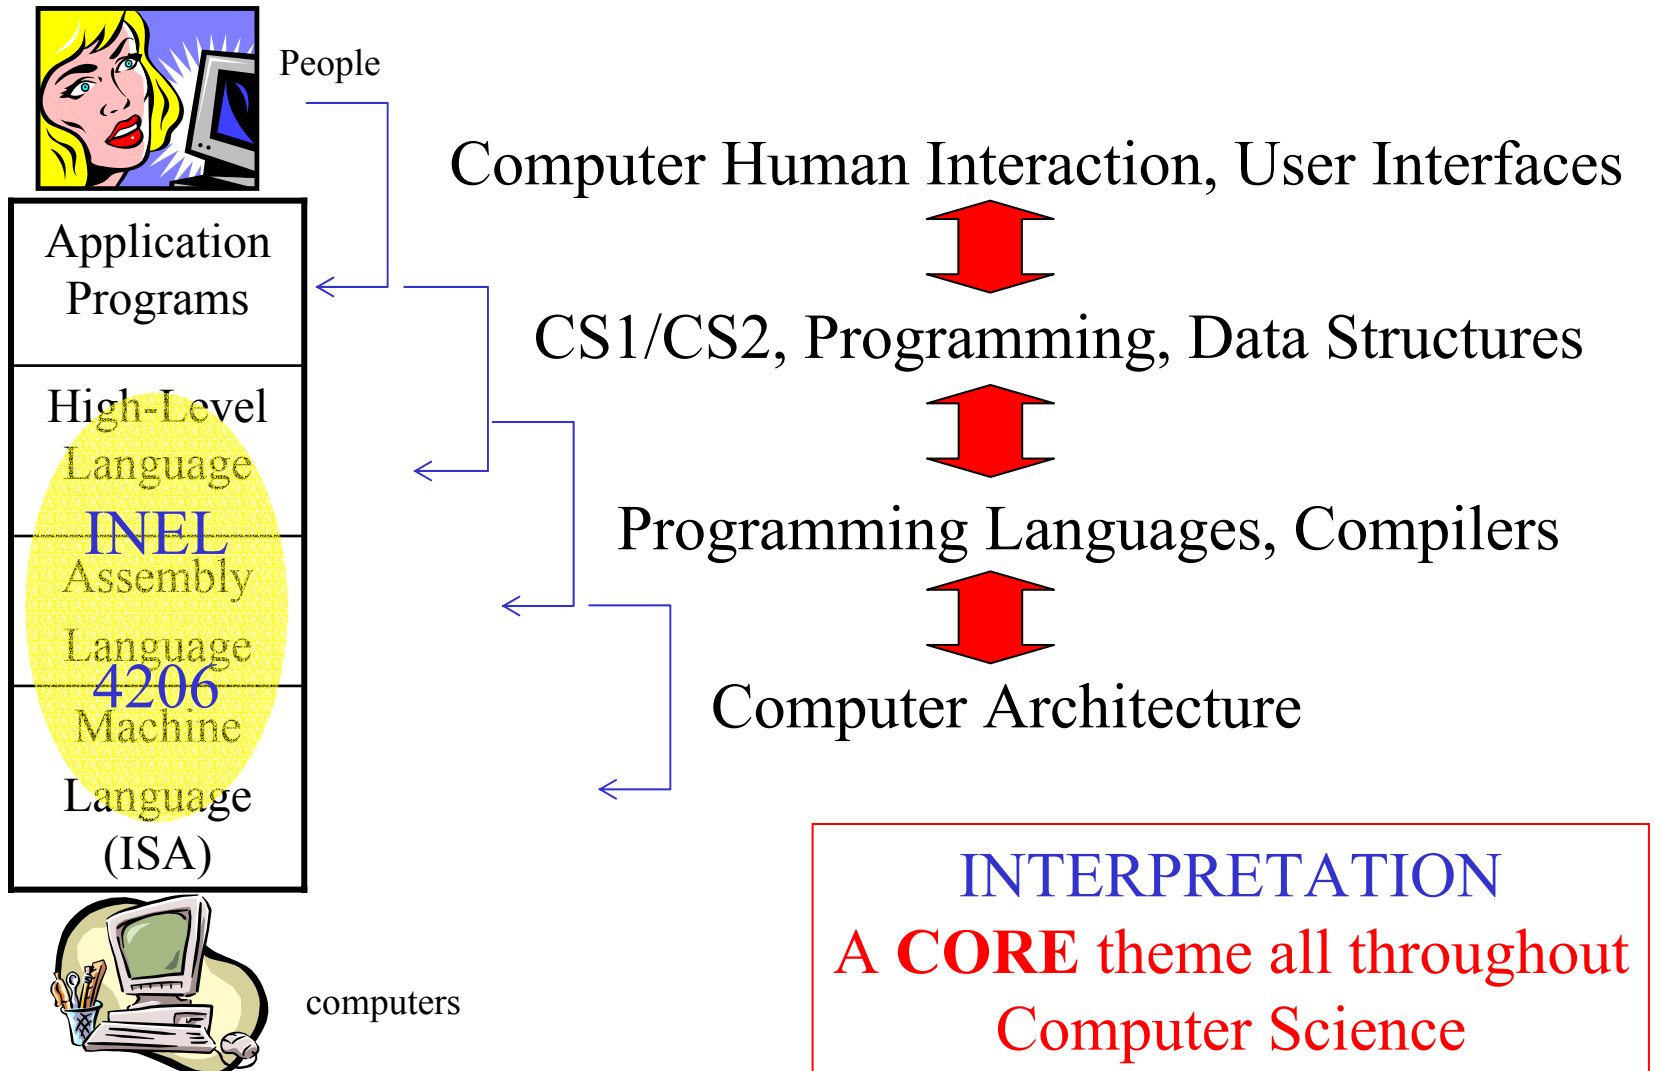 People
Computer Human Interaction, User Interfaces
Application
Programs
CS1/CS2, Programming, Data Structures
High-Level
Language
INEL
Programming Languages, Compilers
Assembly
Language
4206
Machine
Computer Architecture
Language
(ISA)
INTERPRETATION
A CORE theme all throughout
Computer Science
computers